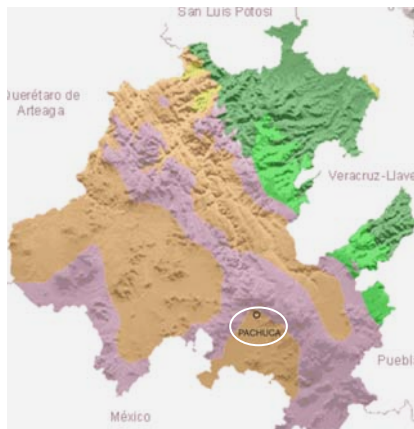 San Luis Potosí
Querétaro de
Arteaga
Veracruz-Llave
PACHUCA
Puebla
México